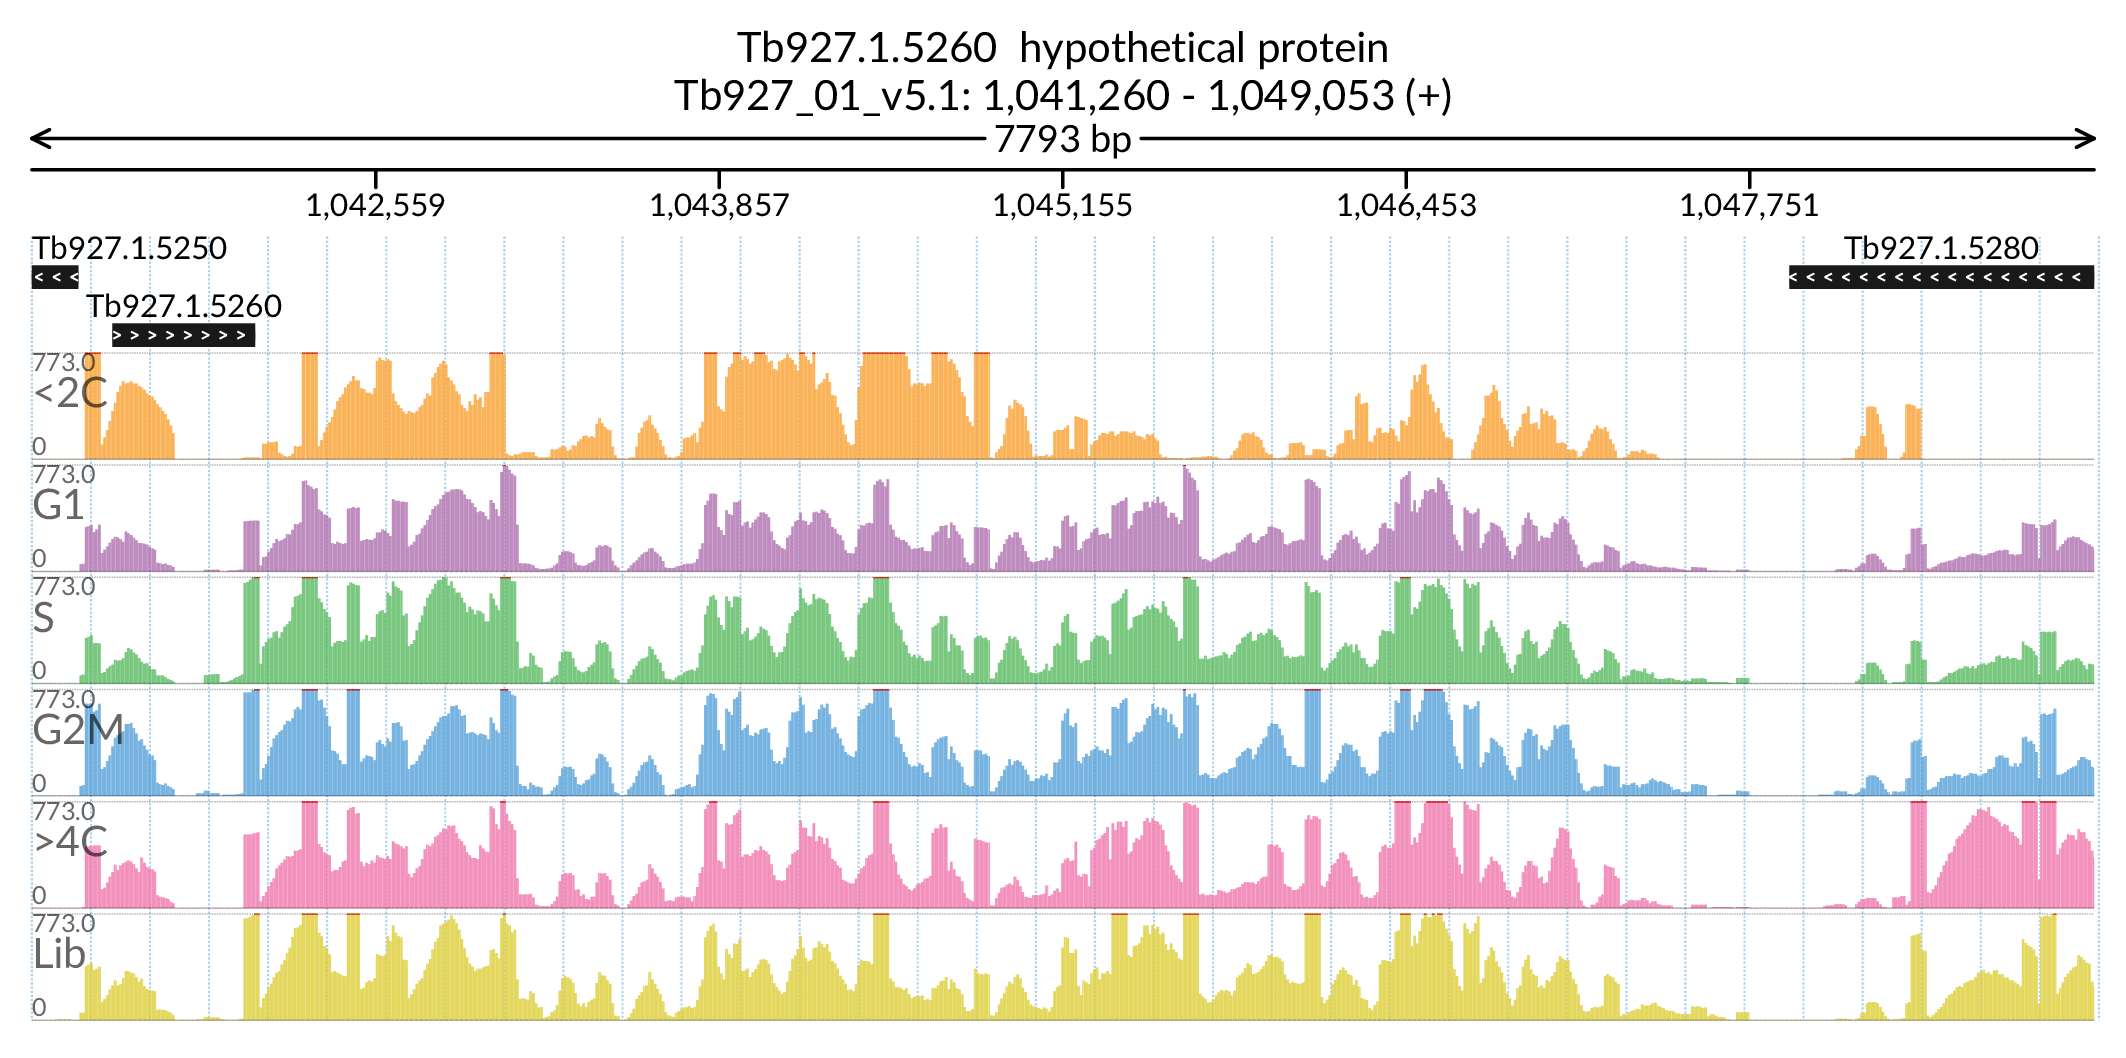 Tb927.1.5260 hypothetical protein
Tb927_01_v5.1: 1,041,260 - 1,049,053 (+)
7793 bp
1,042,559 1,043,857 1,045,155 1,046,453 1,047,751
Tb927.1.5250 Tb927.1.5280
< < < < < < < < < < < < < < < < < < < <
Tb927.1.5260
> > > > > > > >
773.0
<2C
0
773.0
G1
0
773.0
S
0
773.0
G2M
0
773.0
>4C
0
773.0
Lib
0